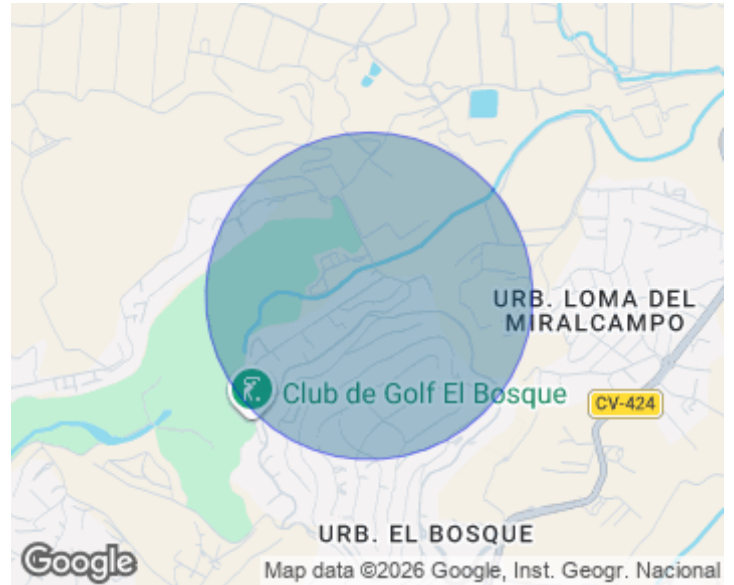 URB. LOMA DEL
MIRALCAMPO
Club de Golf El Bosque
CV-424
URB. EL BOSQUE
Google
Map data ©2026 Google, Inst. Geogr. Nacional